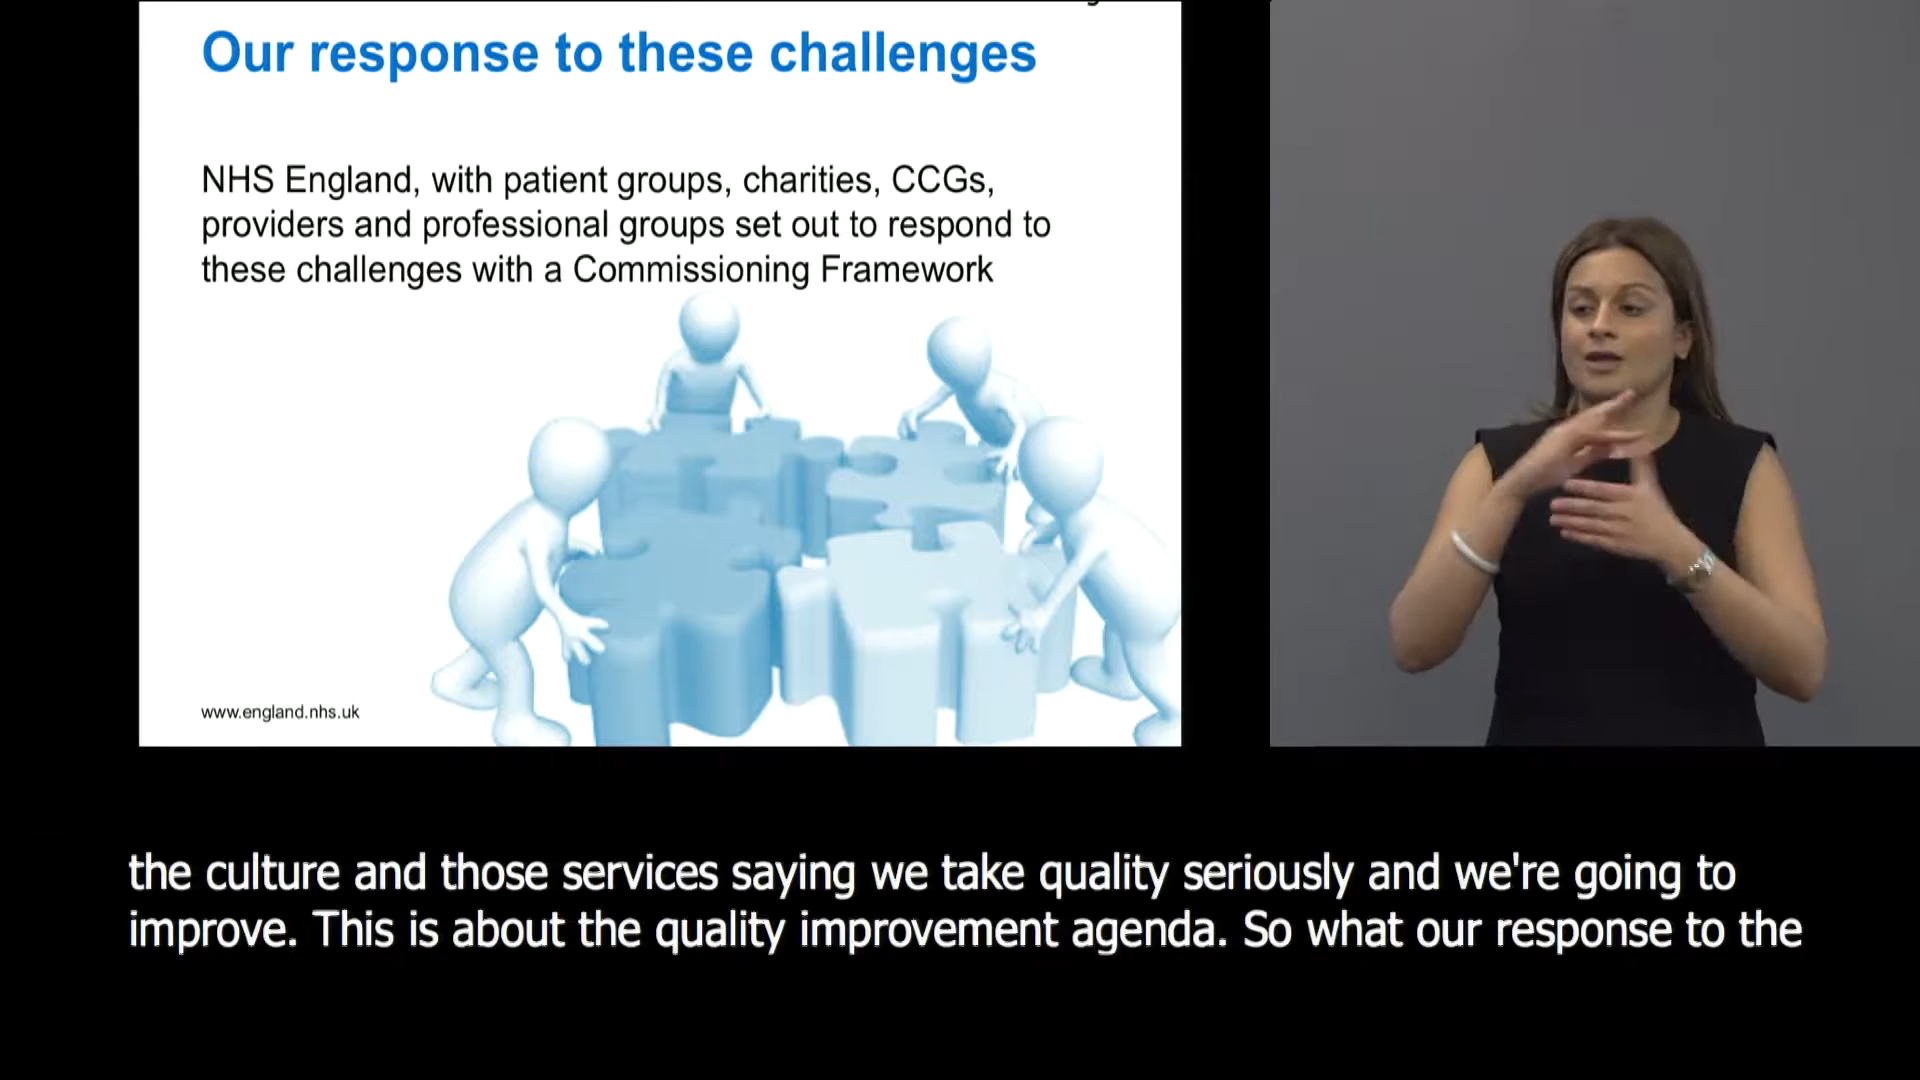 Our response to these challenges
NHS England, with patient groups, charities, CCGs,
providers and professional groups set out to respond to
these challenges with a Commissioning Framework
www.england.nhs.uk
the culture and those services saying we take quality seriously and we're going to
improve. This is about the quality improvement agenda. So what our response to the